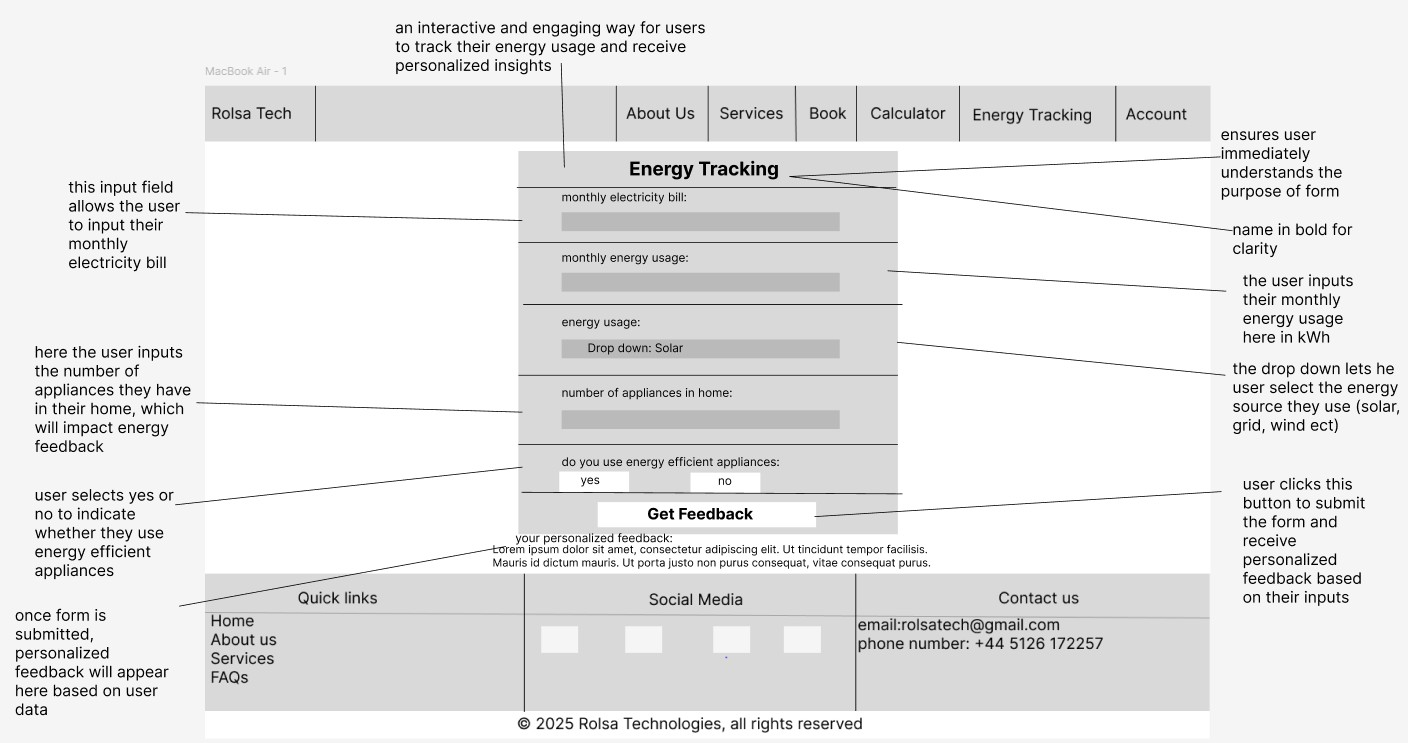 an interactive and engaging way for users
to track their energy usage and receive
personalized insights
MacBook Air - 1
Rolsa Tech
About Us
Services
Book
Calculator
Energy Tracking
Account
Energy Tracking
monthly electricity bill:
monthly energy usage:
energy usage:
Drop down: Solar
number of appliances in home:
do you use energy efficient appliances:
yes
no
Get Feedback
your personalized feedback:
Lorem ipsum dolor sit amet, consectetur adipiscing elit. Ut tincidunt tempor facilisis.
Mauris id dictum mauris. Ut porta justo non purus consequat, vitae consequat purus.
this input field
allows the user
to input their
monthly
electricity bill
here the user inputs
the number of
appliances they have
in their home, which
will impact energy
feedback
user selects yes or
no to indicate
whether they use
energy efficient
appliances
once form is
submitted,
personalized
feedback will appear
here based on user
data
ensures user
immediately
understands the
purpose of form
name in bold for
clarity
the user inputs
their monthly
energy usage
here in kWh
the drop down lets he
user select the energy
source they use (solar,
grid, wind ect)
user clicks this
button to submit
the form and
receive
personalized
feedback based
on their inputs
Quick links
Home
About us
Services
FAQs
Social Media
Contact us
email:rolsatech@gmail.com
phone number: +44 5126 172257
© 2025 Rolsa Technologies, all rights reserved